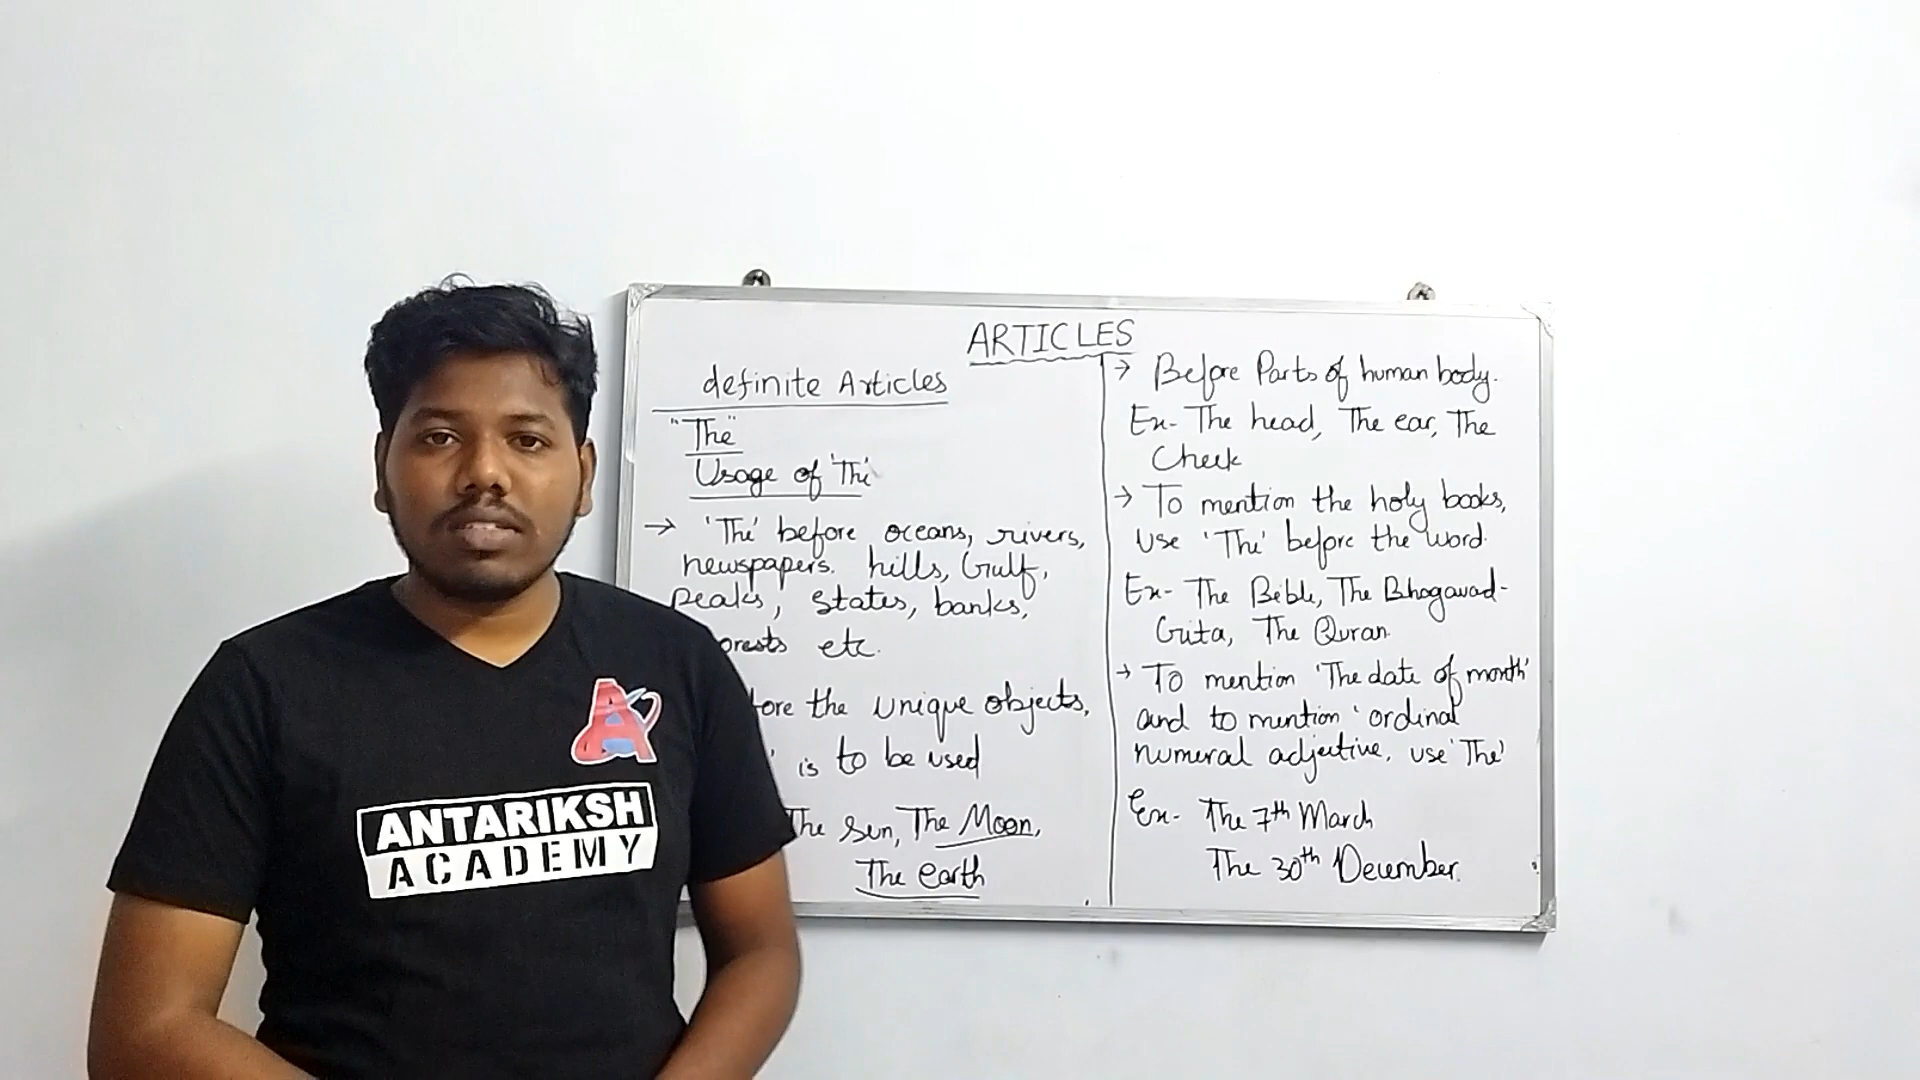 ARTICLES
definite Articles
"The"
Usage of 'The'
→ 'The' before oceans, rivers,
newspapers. hills, Gulf,
peaks, states, banks,
orests etc.
fore the unique objects,
' is to be used
The sun, The Moon,
The earth
→ Before Parts of human body.
Ex- The head, The ear, The
Cheek
→ To mention the holy books,
use 'The' before the word.
Ex- The Bible, The Bhagavad-
Gita, The Quran.
→ To mention 'The date of month'
and to mention 'ordinal
numeral adjective, use 'The'
Ex- The 7th March
The 30th December.
A
ANTARIKSH
ACADEMY